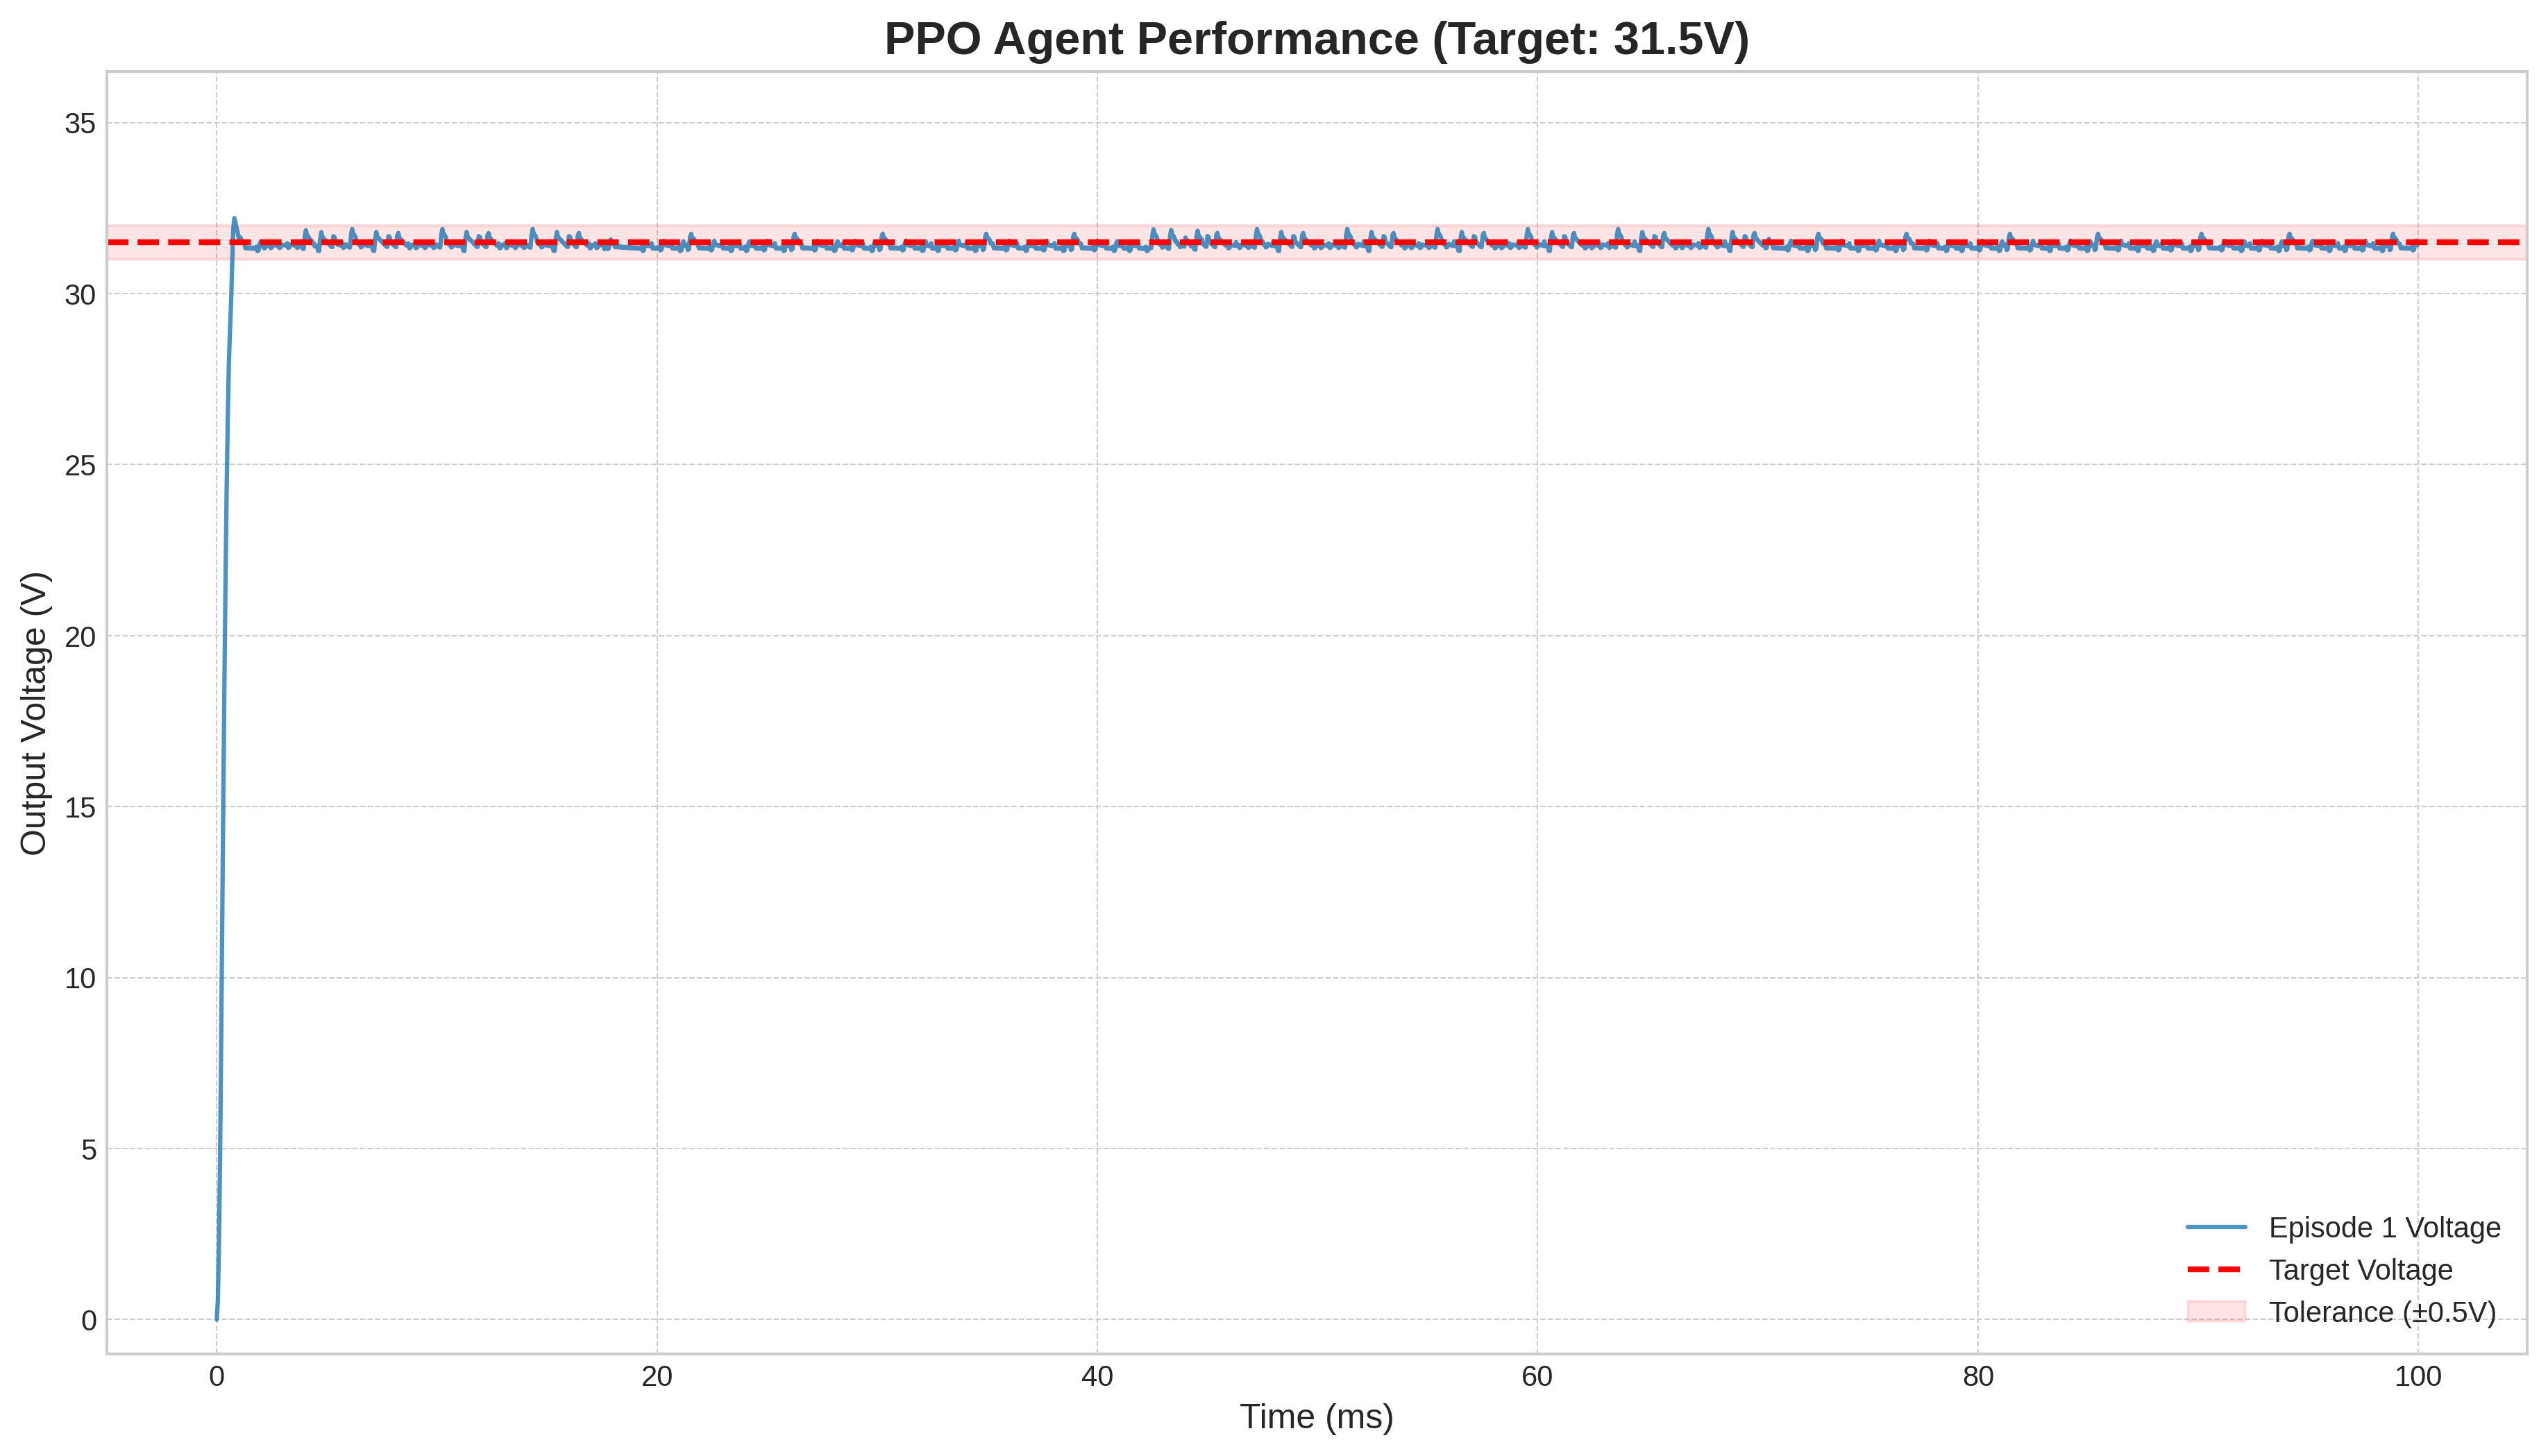 PPO Agent Performance (Target: 31.5V)
Output Voltage (V)
35
30
25
20
15
10
5
0
0 20 40 60 80 100
Time (ms)
Episode 1 Voltage
Target Voltage
Tolerance (±0.5V)